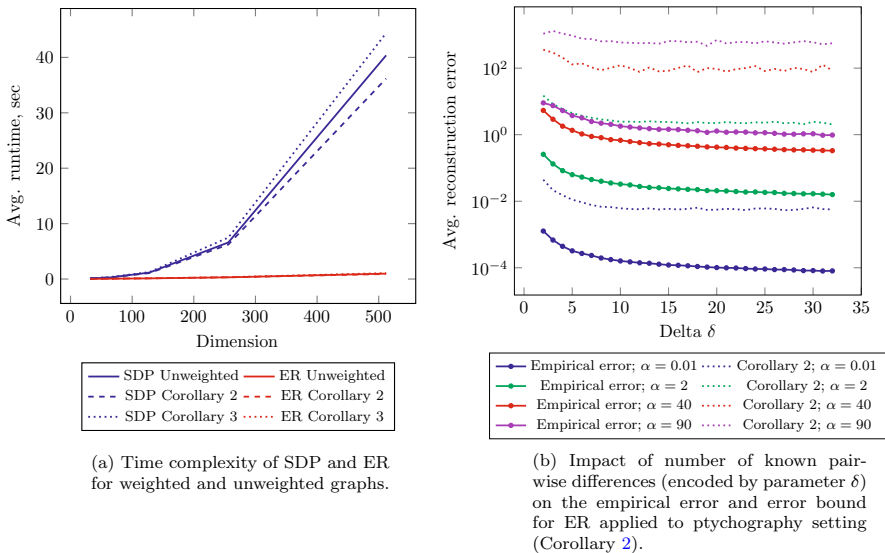 Avg. runtime, sec
40
30
20
10
0
0 100 200 300 400 500
Dimension
SDP Unweighted ER Unweighted
SDP Corollary 2 ER Corollary 2
SDP Corollary 3 ER Corollary 3
(a) Time complexity of SDP and ER
for weighted and unweighted graphs.
Avg. reconstruction error
10^2
10^0
10^−2
10^−4
0 5 10 15 20 25 30 35
Delta δ
Empirical error; α = 0.01 Corollary 2; α = 0.01
Empirical error; α = 2 Corollary 2; α = 2
Empirical error; α = 40 Corollary 2; α = 40
Empirical error; α = 90 Corollary 2; α = 90
(b) Impact of number of known pair-
wise differences (encoded by parameter δ)
on the empirical error and error bound
for ER applied to ptychography setting
(Corollary 2).